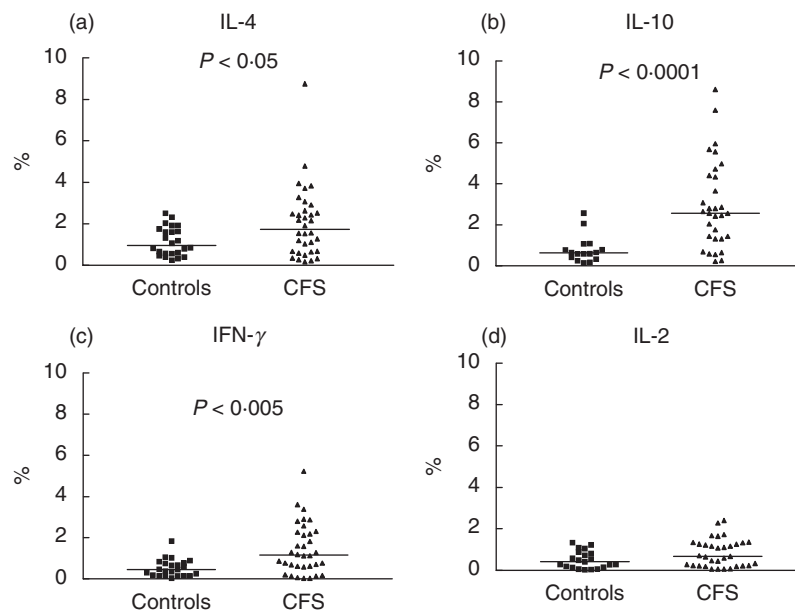 (a) IL-4
P < 0·05
10
8
6
4
2
0
%
Controls CFS
(b) IL-10
P < 0·0001
10
8
6
4
2
0
%
Controls CFS
(c) IFN-γ
P < 0·005
10
8
6
4
2
0
%
Controls CFS
(d) IL-2
10
8
6
4
2
0
%
Controls CFS